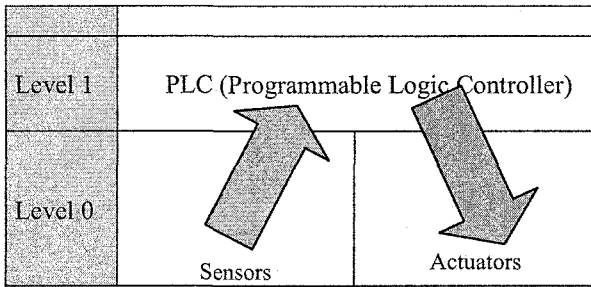 Level 1
PLC (Programmable Logic Controller)
Level 0
Sensors
Actuators